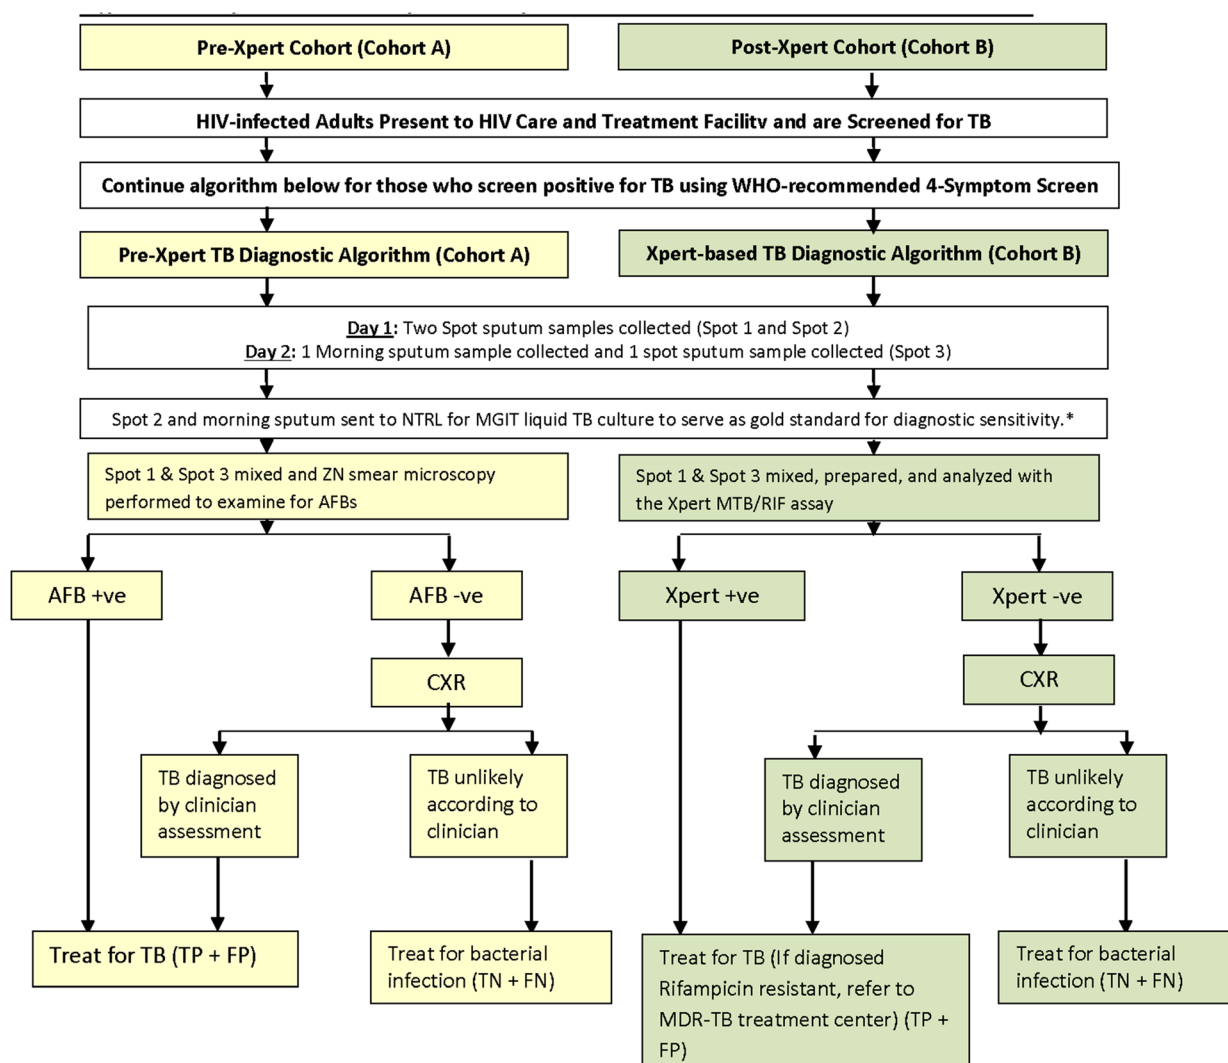 Pre-Xpert Cohort (Cohort A)
Post-Xpert Cohort (Cohort B)
HIV-infected Adults Present to HIV Care and Treatment Facility and are Screened for TB
Continue algorithm below for those who screen positive for TB using WHO-recommended 4-Symptom Screen
Pre-Xpert TB Diagnostic Algorithm (Cohort A)
Xpert-based TB Diagnostic Algorithm (Cohort B)
Day 1: Two Spot sputum samples collected (Spot 1 and Spot 2)
Day 2: 1 Morning sputum sample collected and 1 spot sputum sample collected (Spot 3)
Spot 2 and morning sputum sent to NTRL for MGIT liquid TB culture to serve as gold standard for diagnostic sensitivity.*
Spot 1 & Spot 3 mixed and ZN smear microscopy
performed to examine for AFBs
Spot 1 & Spot 3 mixed, prepared, and analyzed with
the Xpert MTB/RIF assay
AFB +ve
AFB -ve
Xpert +ve
Xpert -ve
CXR
CXR
TB diagnosed
by clinician
assessment
TB unlikely
according to
clinician
TB diagnosed
by clinician
assessment
TB unlikely
according to
clinician
Treat for TB (TP + FP)
Treat for bacterial
infection (TN + FN)
Treat for TB (If diagnosed
Rifampicin resistant, refer to
MDR-TB treatment center) (TP +
FP)
Treat for bacterial
infection (TN + FN)